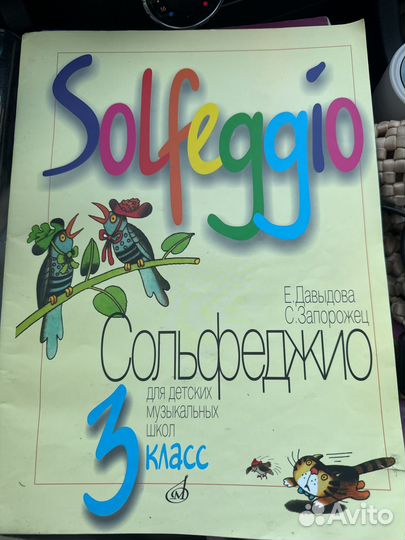 Solfeggio
Е.Давыдова
С.Запорожец
Сольфеджио
для детских
музыкальных
школ
3 класс
Avito